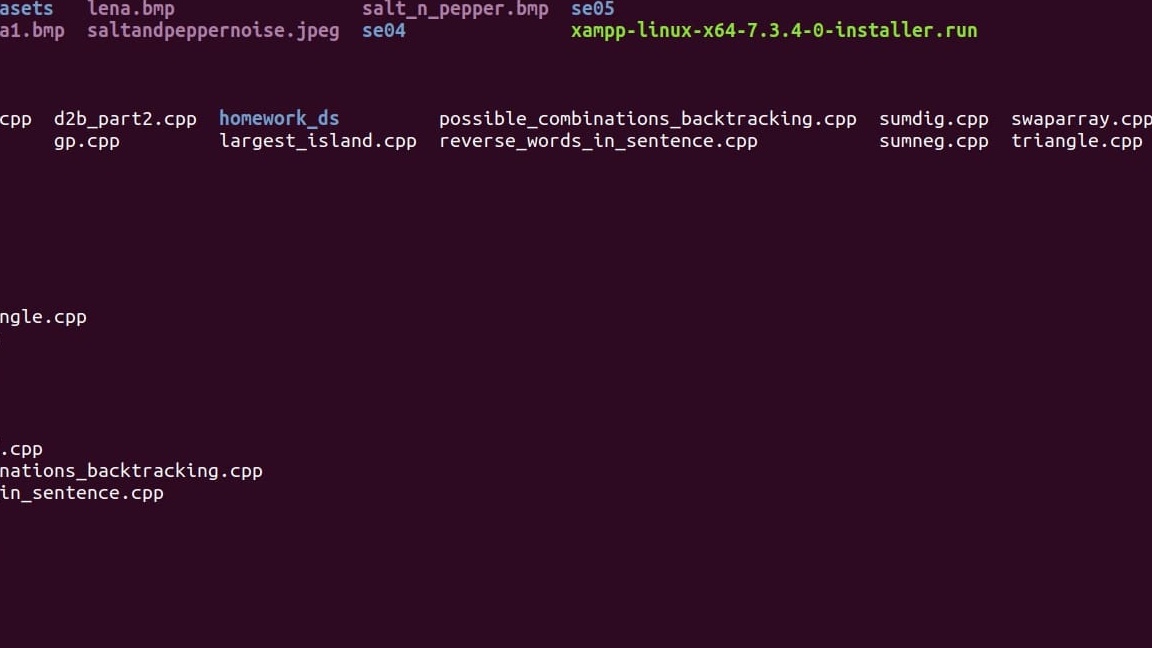 asets lena.bmp salt_n_pepper.bmp se05
a1.bmp saltandpeppernoise.jpeg se04 xampp-linux-x64-7.3.4-0-installer.run
cpp d2b_part2.cpp homework_ds possible_combinations_backtracking.cpp sumdig.cpp swaparray.cpp
gp.cpp largest_island.cpp reverse_words_in_sentence.cpp sumneg.cpp triangle.cpp
ngle.cpp
.cpp
nations_backtracking.cpp
in_sentence.cpp